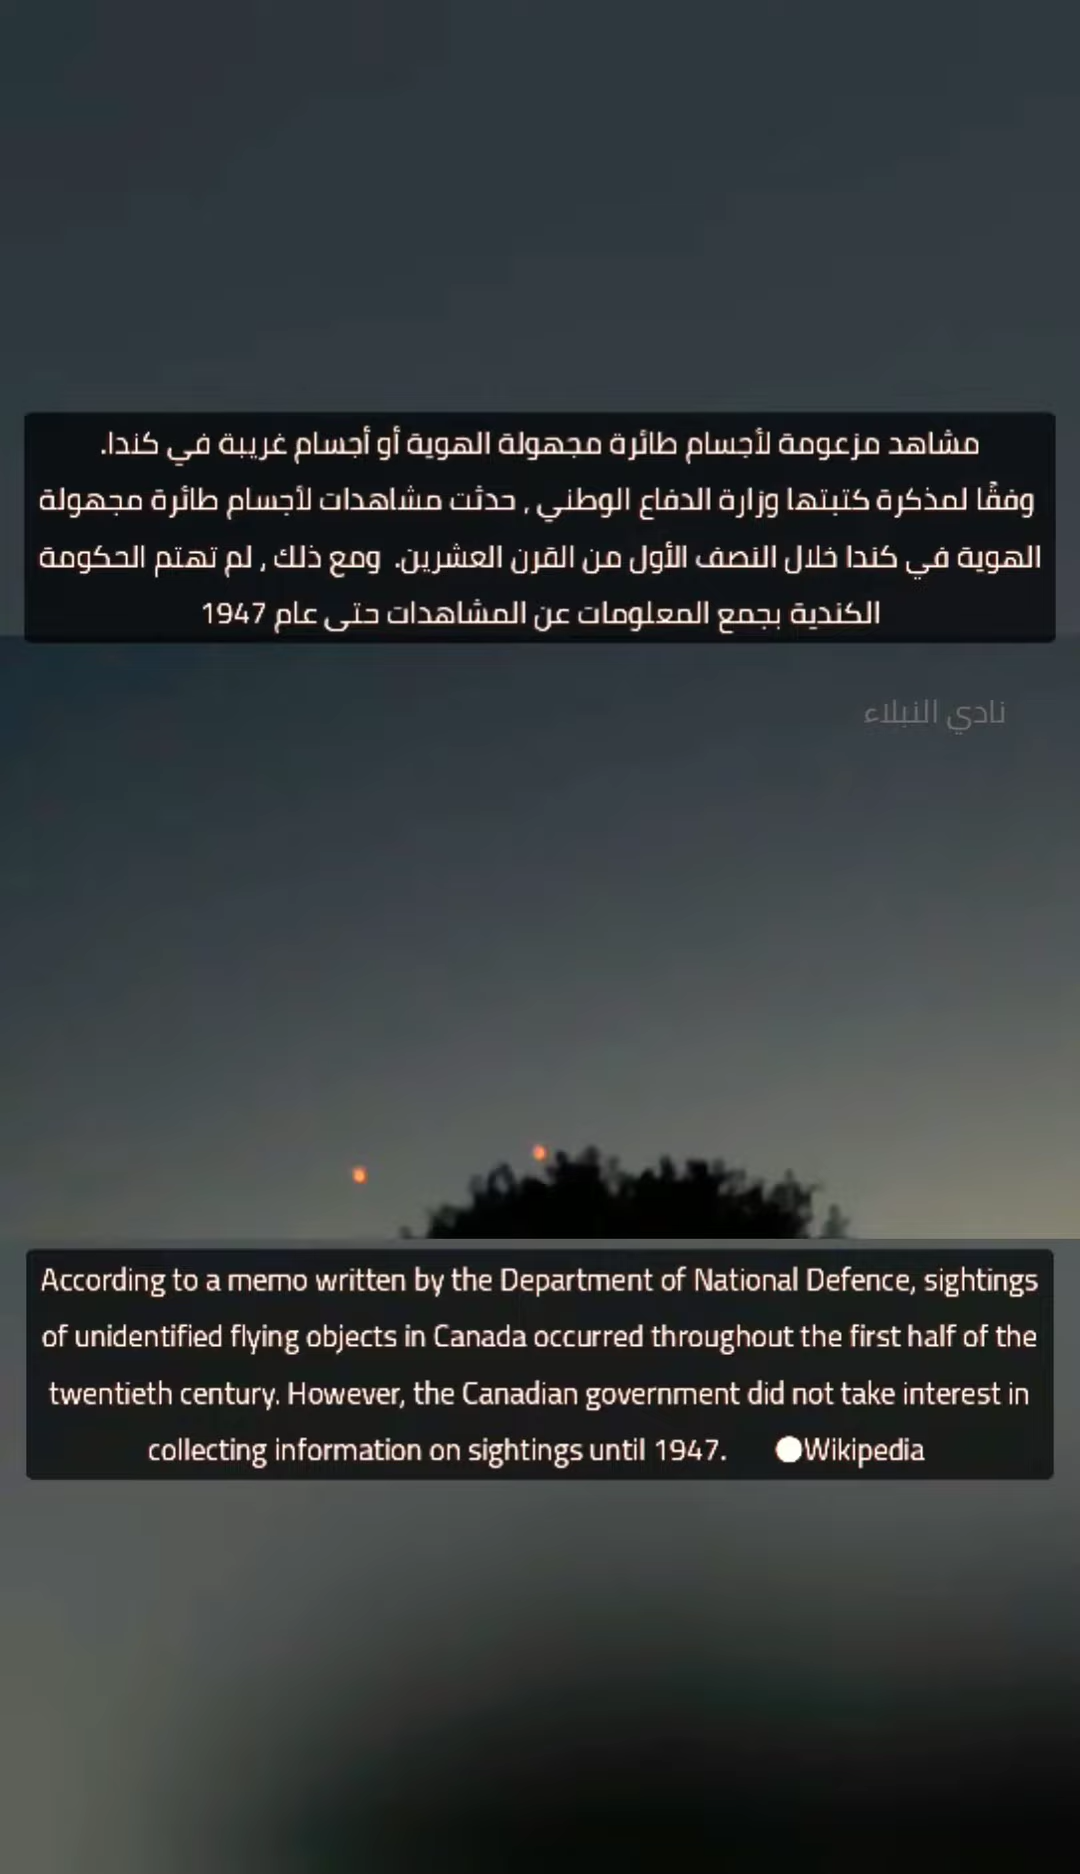 مشاهد مزعومة لأجسام طائرة مجهولة الهوية أو أجسام غريبة في كندا.
وفقًا لمذكرة كتبتها وزارة الدفاع الوطني , حدثت مشاهدات لأجسام طائرة مجهولة
الهوية في كندا خلال النصف الأول من القرن العشرين. ومع ذلك , لم تهتم الحكومة
الكندية بجمع المعلومات عن المشاهدات حتى عام 1947
نادي النبلاء
According to a memo written by the Department of National Defence, sightings
of unidentified flying objects in Canada occurred throughout the first half of the
twentieth century. However, the Canadian government did not take interest in
collecting information on sightings until 1947. ●Wikipedia